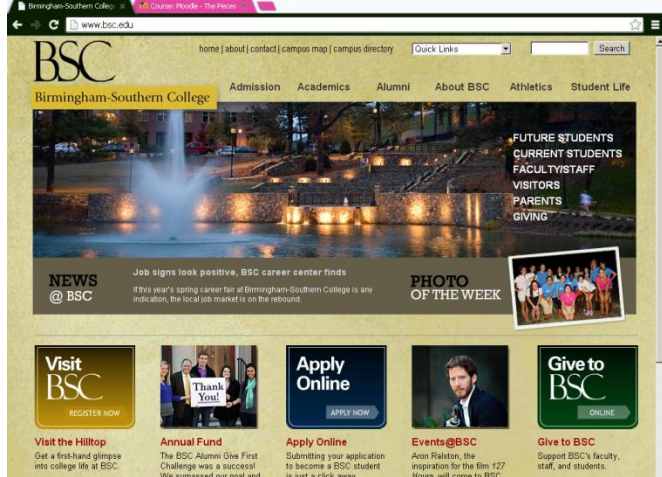 Birmingham-Southern Colleg
Course: Moodle - The Pieces
www.bsc.edu
home | about | contact | campus map | campus directory
Quick Links
Search
BSC
Birmingham-Southern College
Admission Academics Alumni About BSC Athletics Student Life
FUTURE STUDENTS
CURRENT STUDENTS
FACULTY/STAFF
VISITORS
PARENTS
GIVING
NEWS
@ BSC
Job signs look positive, BSC career center finds
If this year's spring career fair at Birmingham-Southern College is any
indication, the local job market is on the rebound.
PHOTO
OF THE WEEK
Visit
BSC
REGISTER NOW
Thank
You!
Apply
Online
APPLY NOW
Give to
BSC
ONLINE
Visit the Hilltop
Get a first-hand glimpse
into college life at BSC.
Annual Fund
The BSC Alumni Give First
Challenge was a success!
We surpassed our goal and
Apply Online
Submitting your application
to become a BSC student
is just a click away.
Events@BSC
Aron Ralston, the
inspiration for the film 127
Hours, will come to BSC
Give to BSC
Support BSC's faculty,
staff, and students.